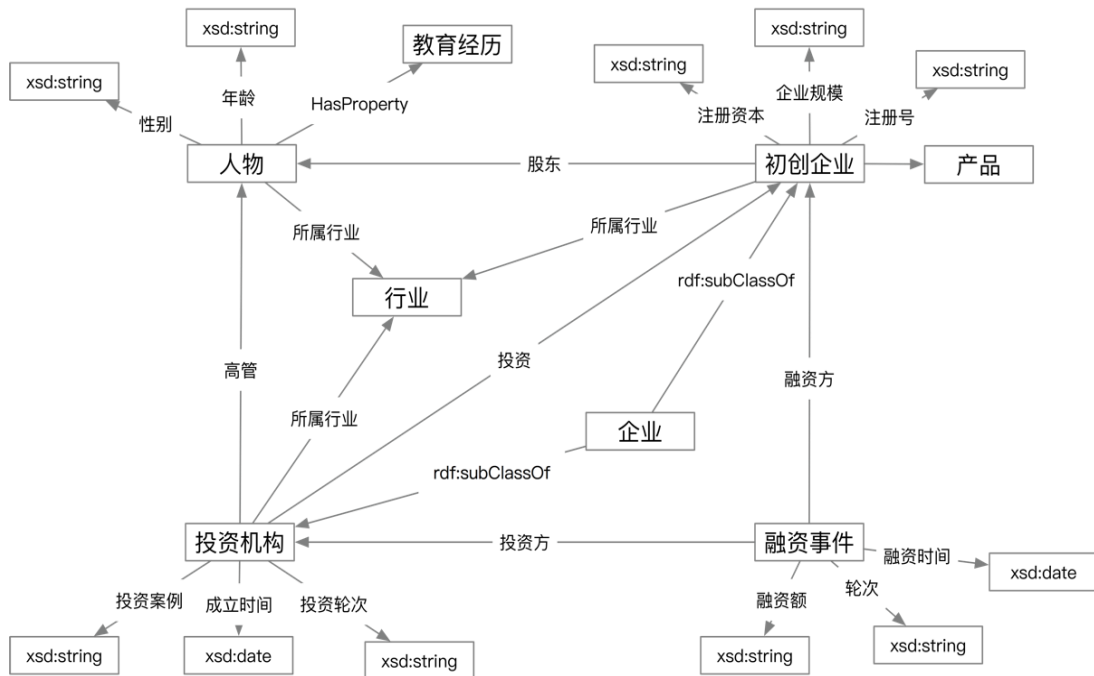 xsd:string
xsd:string
教育经历
xsd:string
xsd:string
xsd:string
年龄
HasProperty
企业规模
性别
注册资本
注册号
人物
股东
初创企业
产品
所属行业
所属行业
rdf:subClassOf
行业
投资
高管
融资方
所属行业
企业
rdf:subClassOf
投资机构
投资方
融资事件
融资时间
xsd:date
投资案例
成立时间
投资轮次
融资额
轮次
xsd:string
xsd:date
xsd:string
xsd:string
xsd:string